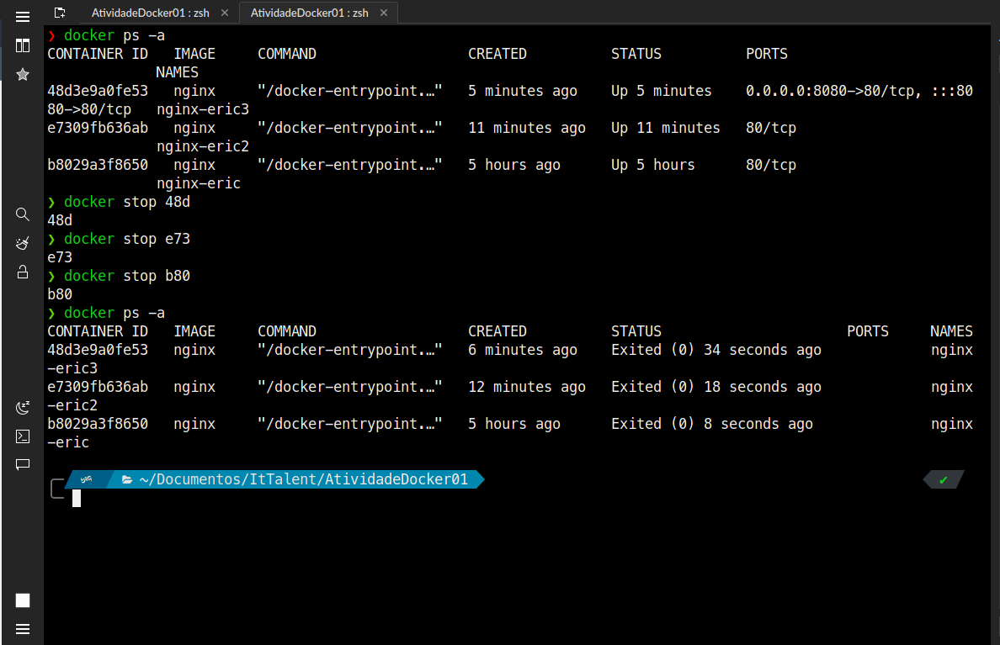 AtividadeDocker01 : zsh × AtividadeDocker01 : zsh ×
❯ docker ps -a
CONTAINER ID   IMAGE     COMMAND                  CREATED          STATUS          PORTS
             NAMES
48d3e9a0fe53   nginx     "/docker-entrypoint.…"   5 minutes ago    Up 5 minutes    0.0.0.0:8080->80/tcp, :::80
80->80/tcp   nginx-eric3
e7309fb636ab   nginx     "/docker-entrypoint.…"   11 minutes ago   Up 11 minutes   80/tcp
             nginx-eric2
b8029a3f8650   nginx     "/docker-entrypoint.…"   5 hours ago      Up 5 hours      80/tcp
             nginx-eric
❯ docker stop 48d
48d
❯ docker stop e73
e73
❯ docker stop b80
b80
❯ docker ps -a
CONTAINER ID   IMAGE     COMMAND                  CREATED          STATUS                      PORTS     NAMES
48d3e9a0fe53   nginx     "/docker-entrypoint.…"   6 minutes ago    Exited (0) 34 seconds ago             nginx
-eric3
e7309fb636ab   nginx     "/docker-entrypoint.…"   12 minutes ago   Exited (0) 18 seconds ago             nginx
-eric2
b8029a3f8650   nginx     "/docker-entrypoint.…"   5 hours ago      Exited (0) 8 seconds ago              nginx
-eric
~/Documentos/ItTalent/AtividadeDocker01 ✔